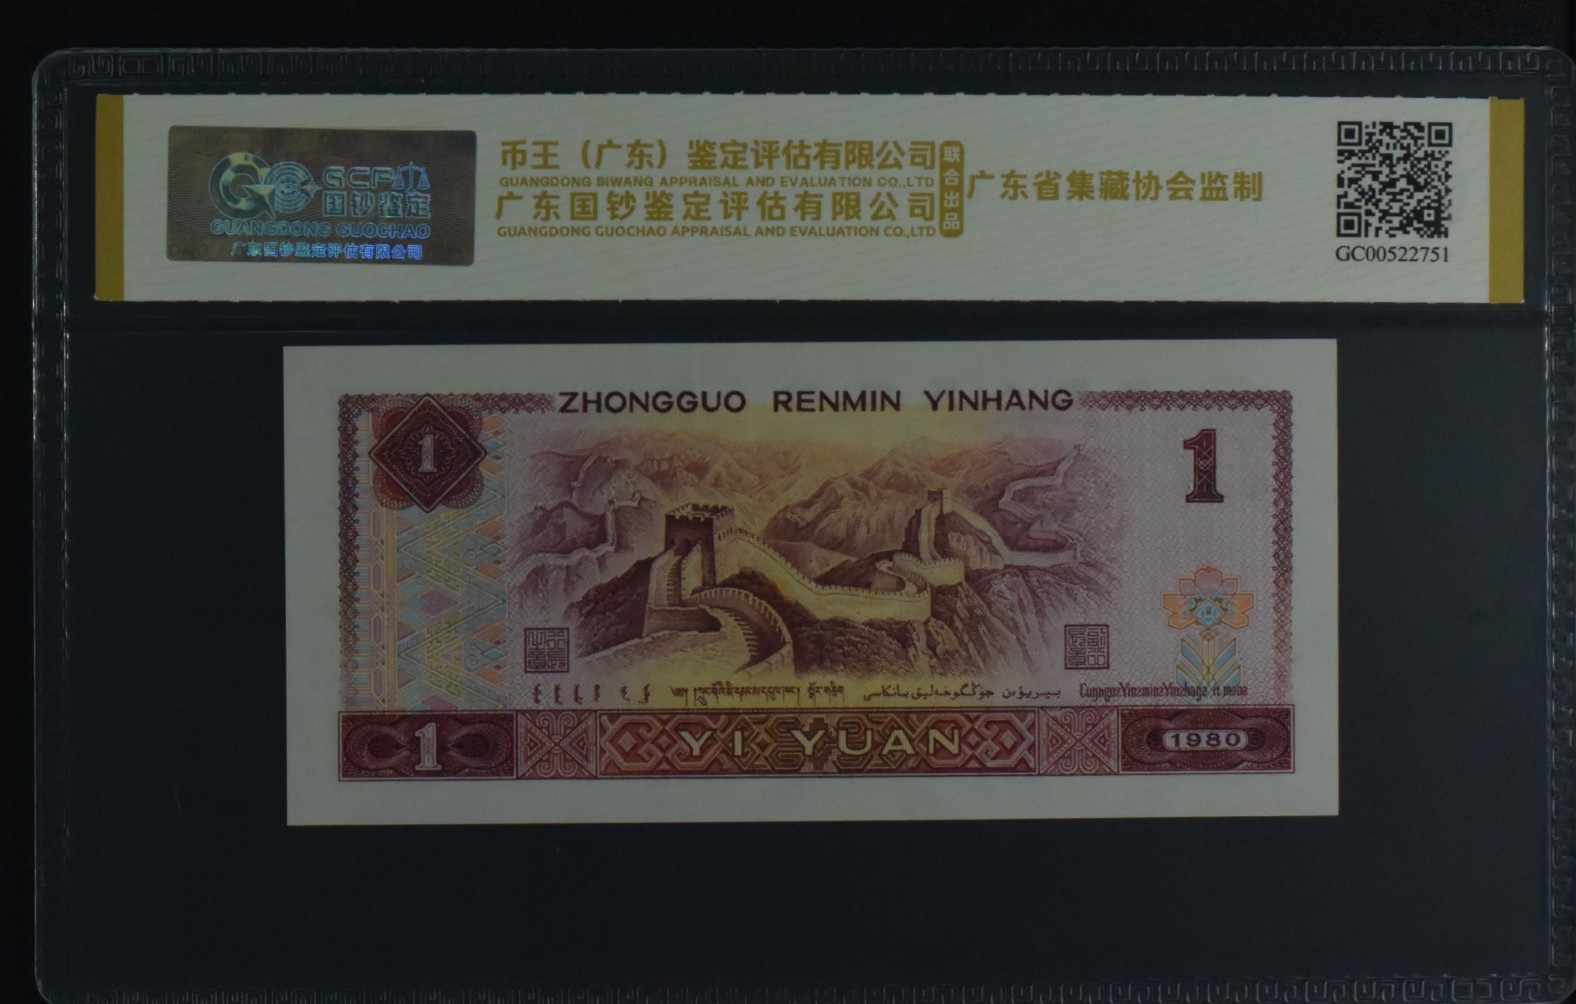 GCF
国钞鉴定
GUANGDONG GUOCHAO
广东国钞鉴定评估有限公司
币王（广东）鉴定评估有限公司
GUANGDONG BIWANG APPRAISAL AND EVALUATION CO.,LTD
广东国钞鉴定评估有限公司
GUANGDONG GUOCHAO APPRAISAL AND EVALUATION CO.,LTD
联合出品
广东省集藏协会监制
GC00522751
ZHONGGUO RENMIN YINHANG
1
1
1
YI YUAN
1980